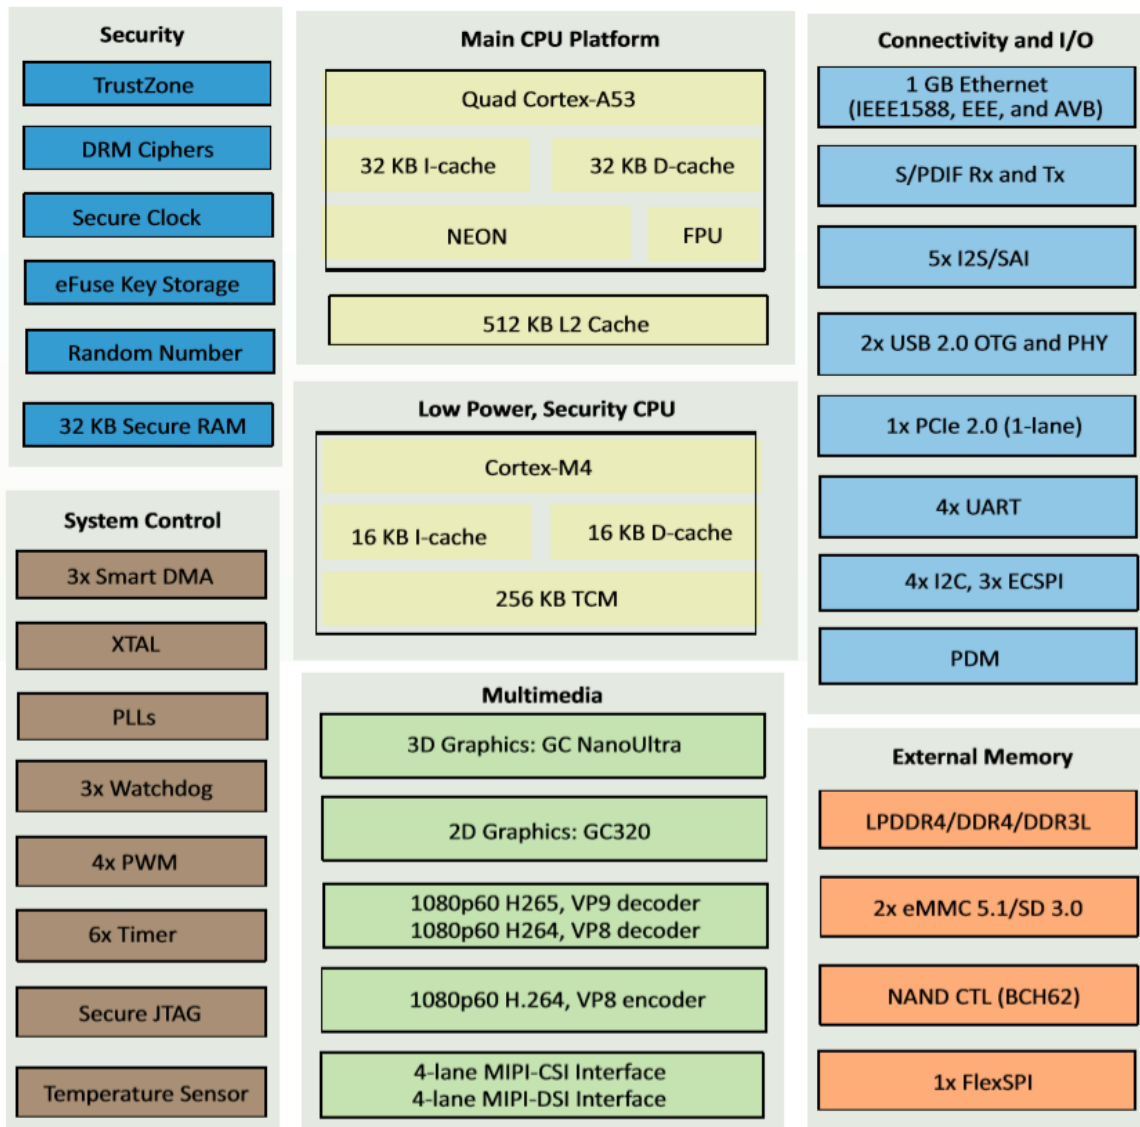 Security
TrustZone
DRM Ciphers
Secure Clock
eFuse Key Storage
Random Number
32 KB Secure RAM
System Control
3x Smart DMA
XTAL
PLLs
3x Watchdog
4x PWM
6x Timer
Secure JTAG
Temperature Sensor
Main CPU Platform
Quad Cortex-A53
32 KB I-cache
32 KB D-cache
NEON
FPU
512 KB L2 Cache
Low Power, Security CPU
Cortex-M4
16 KB I-cache
16 KB D-cache
256 KB TCM
Multimedia
3D Graphics: GC NanoUltra
2D Graphics: GC320
1080p60 H265, VP9 decoder
1080p60 H264, VP8 decoder
1080p60 H.264, VP8 encoder
4-lane MIPI-CSI Interface
4-lane MIPI-DSI Interface
Connectivity and I/O
1 GB Ethernet
(IEEE1588, EEE, and AVB)
S/PDIF Rx and Tx
5x I2S/SAI
2x USB 2.0 OTG and PHY
1x PCIe 2.0 (1-lane)
4x UART
4x I2C, 3x ECSPI
PDM
External Memory
LPDDR4/DDR4/DDR3L
2x eMMC 5.1/SD 3.0
NAND CTL (BCH62)
1x FlexSPI